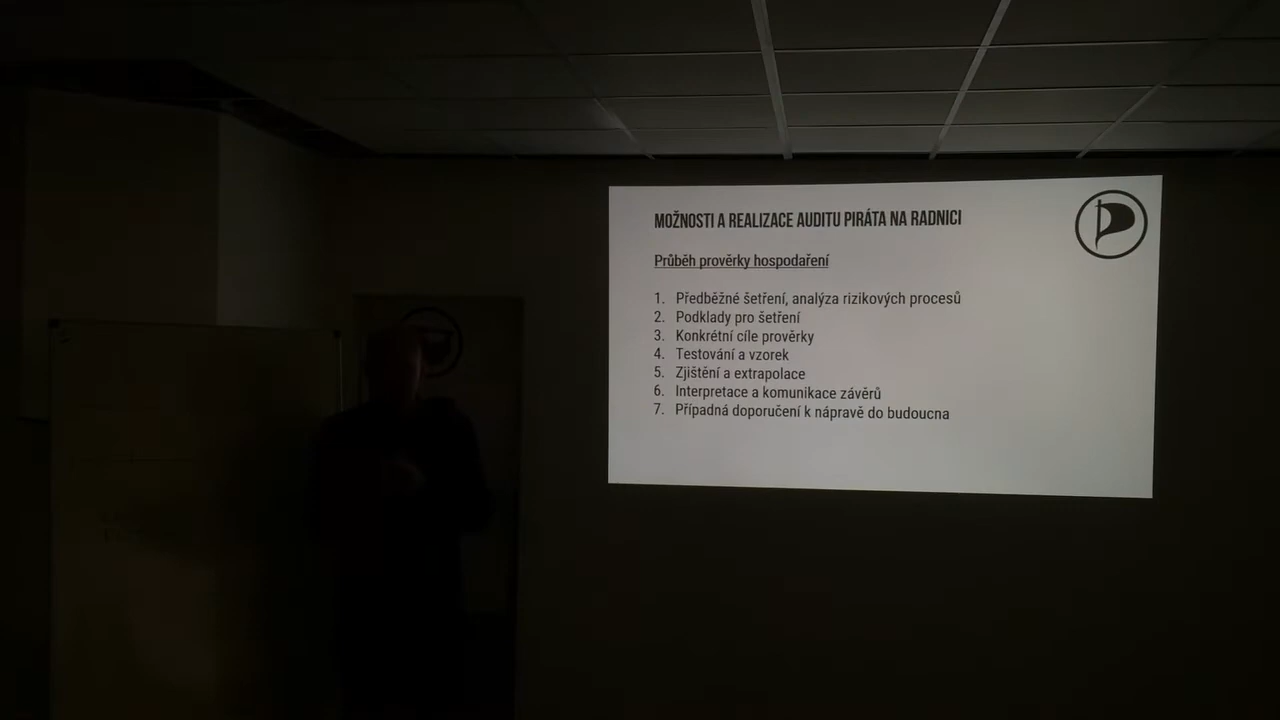 MOŽNOSTI A REALIZACE AUDITU PIRÁTA NA RADNICI
Průběh prověrky hospodaření
1. Předběžné šetření, analýza rizikových procesů
2. Podklady pro šetření
3. Konkrétní cíle prověrky
4. Testování a vzorek
5. Zjištění a extrapolace
6. Interpretace a komunikace závěrů
7. Případná doporučení k nápravě do budoucna